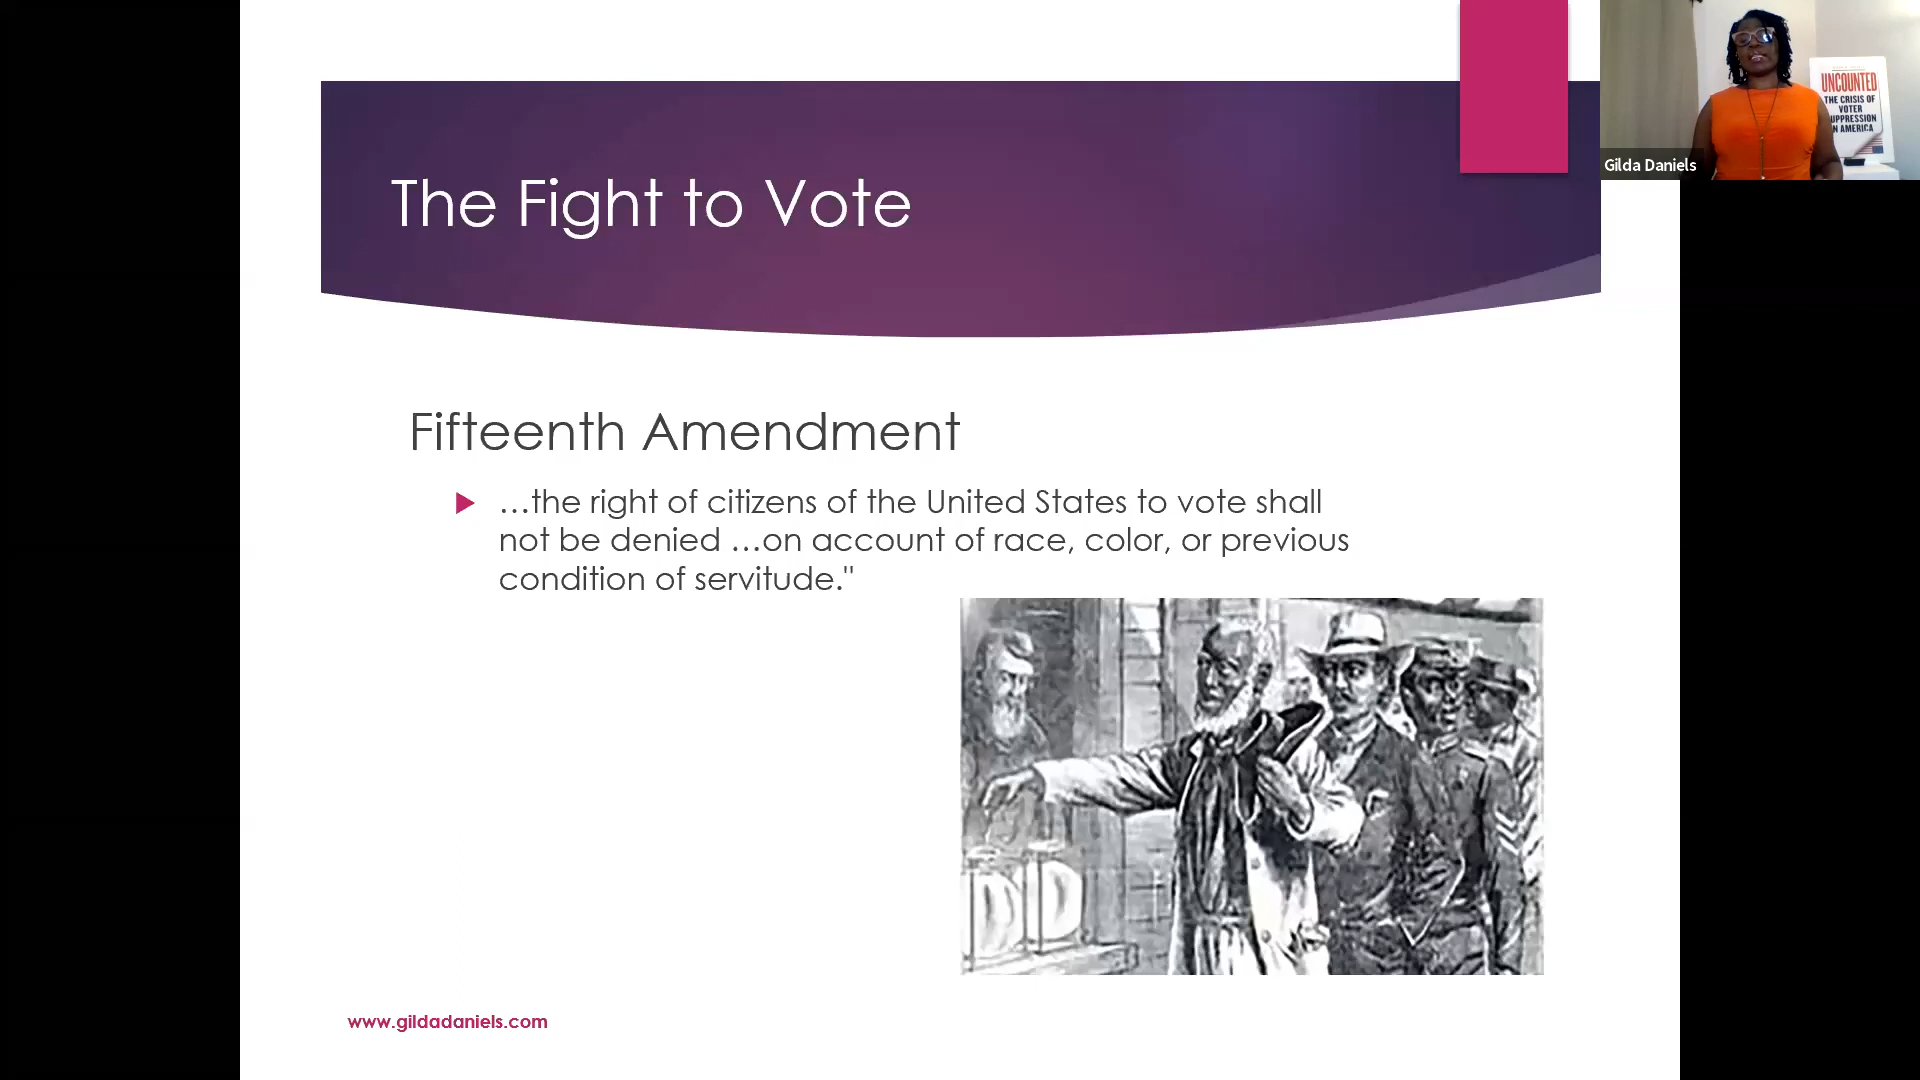 The Fight to Vote
Fifteenth Amendment
…the right of citizens of the United States to vote shall
not be denied …on account of race, color, or previous
condition of servitude."
www.gildadaniels.com
Gilda Daniels
UNCOUNTED
THE CRISIS OF
VOTER
UPPRESSION
N AMERICA